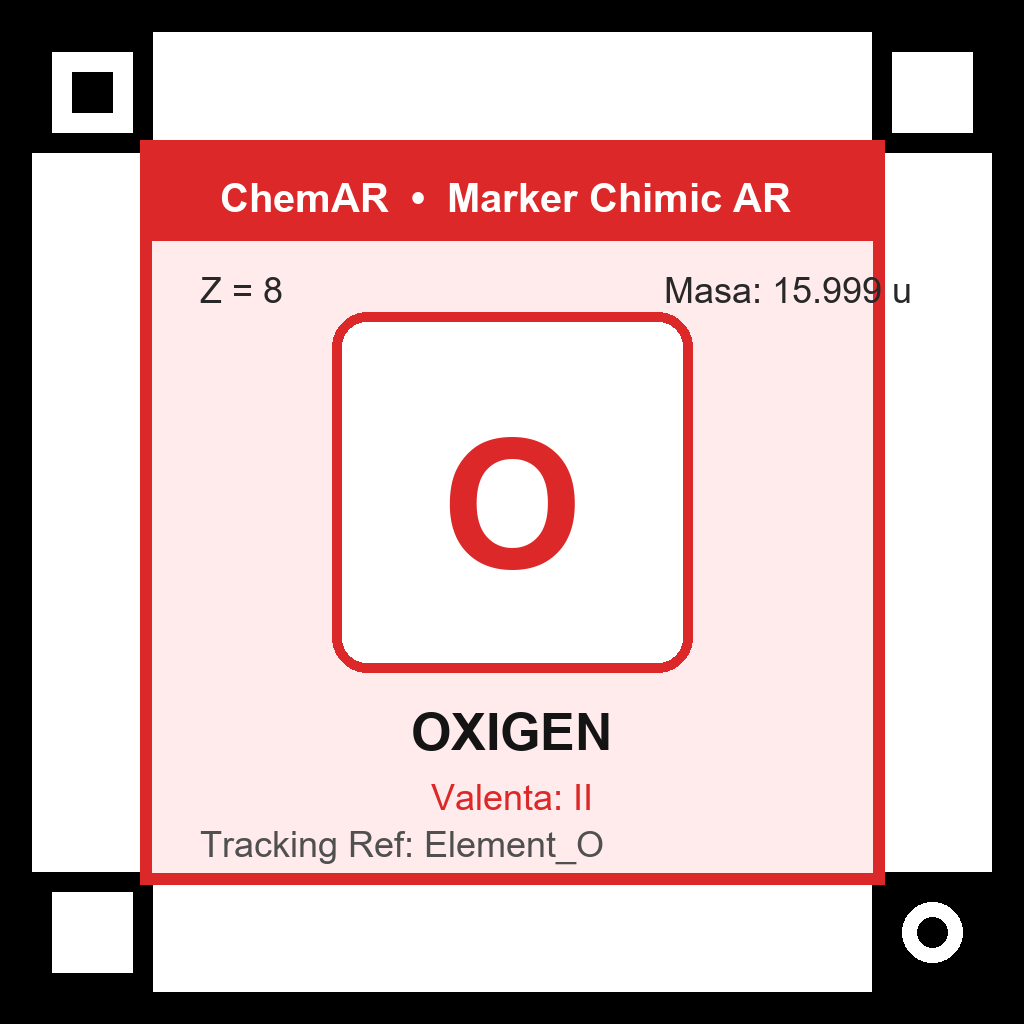 ChemAR • Marker Chimic AR
Z = 8
Masa: 15.999 u
O
OXIGEN
Valenta: II
Tracking Ref: Element_O